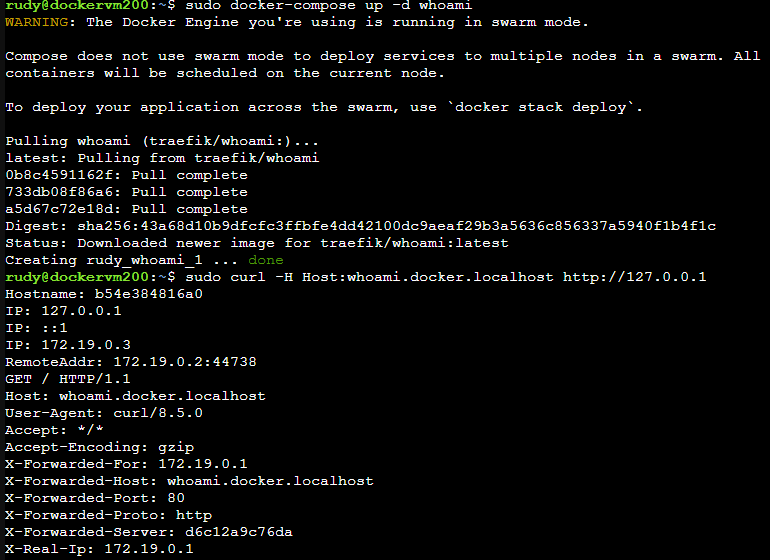 rudy@dockervm200:~$ sudo docker-compose up -d whoami
WARNING: The Docker Engine you're using is running in swarm mode.
Compose does not use swarm mode to deploy services to multiple nodes in a swarm. All
containers will be scheduled on the current node.
To deploy your application across the swarm, use `docker stack deploy`.
Pulling whoami (traefik/whoami:)...
latest: Pulling from traefik/whoami
0b8c4591162f: Pull complete
733db08f86a6: Pull complete
a5d67c72e18d: Pull complete
Digest: sha256:43a68d10b9dfcfc3ffbfe4dd42100dc9aeaf29b3a5636c856337a5940f1b4f1c
Status: Downloaded newer image for traefik/whoami:latest
Creating rudy_whoami_1 ... done
rudy@dockervm200:~$ sudo curl -H Host:whoami.docker.localhost http://127.0.0.1
Hostname: b54e384816a0
IP: 127.0.0.1
IP: ::1
IP: 172.19.0.3
RemoteAddr: 172.19.0.2:44738
GET / HTTP/1.1
Host: whoami.docker.localhost
User-Agent: curl/8.5.0
Accept: */*
Accept-Encoding: gzip
X-Forwarded-For: 172.19.0.1
X-Forwarded-Host: whoami.docker.localhost
X-Forwarded-Port: 80
X-Forwarded-Proto: http
X-Forwarded-Server: d6c12a9c76da
X-Real-Ip: 172.19.0.1